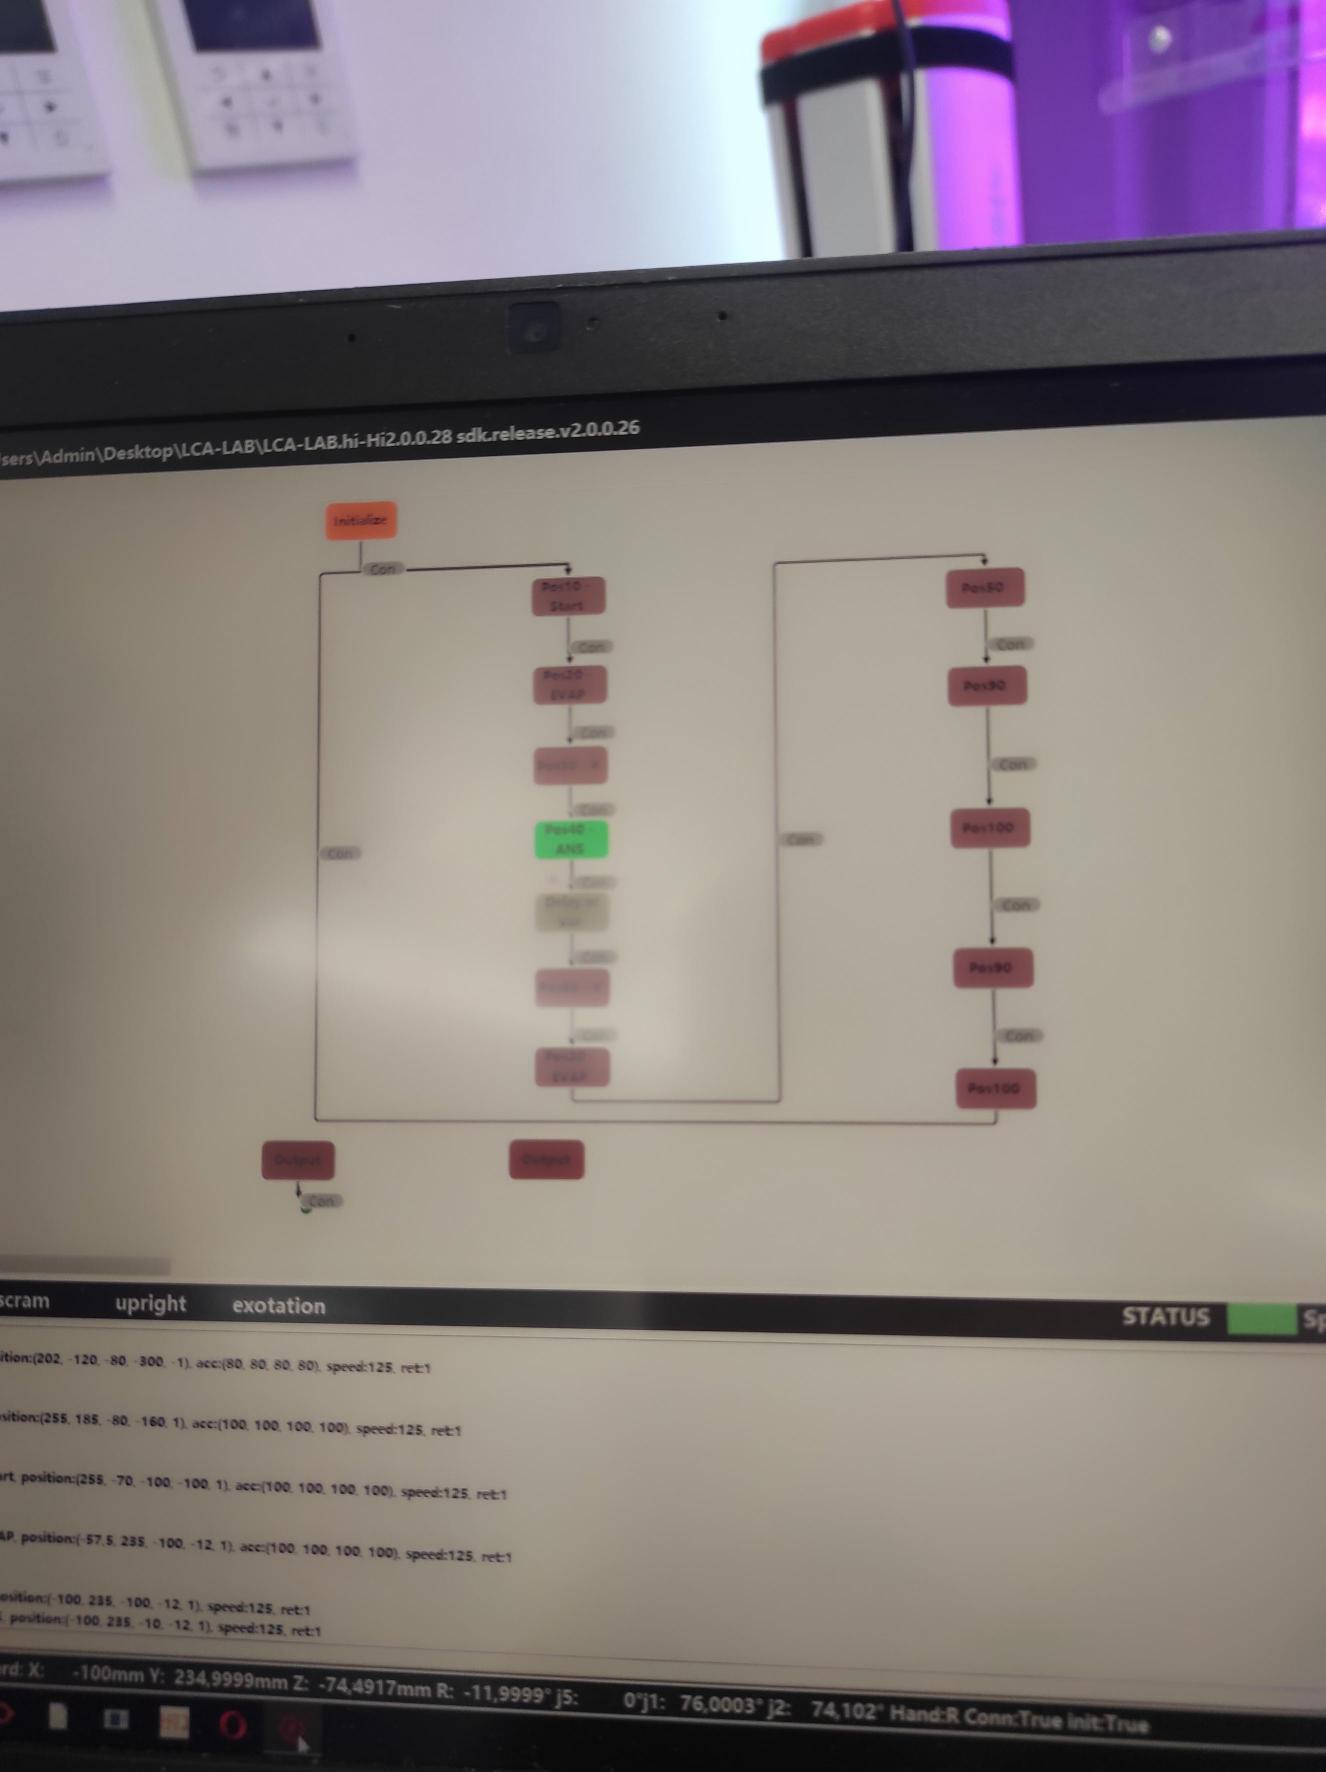 sers\Admin\Desktop\LCA-LAB\LCA-LAB.hi-Hi2.0.0.28 sdk.release.v2.0.0.26
Initialize
Con
Pos10 -
Start
Con
Pos20 -
EVAP
Con
Con
Pos40 -
ANS
Con
Con
Con
Con
EVAP
Con
Con
Con
Pos90
Con
Pos100
Con
Pos90
Con
Pos100
Output
Con
Output
scram upright exotation STATUS Sp
ition:(202, -120, -80, -300, -1), acc:(80, 80, 80, 80), speed:125, ret:1
sition:(255, 185, -80, -160, 1), acc:(100, 100, 100, 100), speed:125, ret:1
art, position:(255, -70, -100, -100, 1), acc:(100, 100, 100, 100), speed:125, ret:1
AP, position:(-57,5, 235, -100, -12, 1), acc:(100, 100, 100, 100), speed:125, ret:1
osition:(-100, 235, -100, -12, 1), speed:125, ret:1
position:(-100, 235, -10, -12, 1), speed:125, ret:1
rd: X: -100mm Y: 234,9999mm Z: -74,4917mm R: -11,9999° j5: 0°j1: 76,0003° j2: 74,102° Hand:R Conn:True init:True